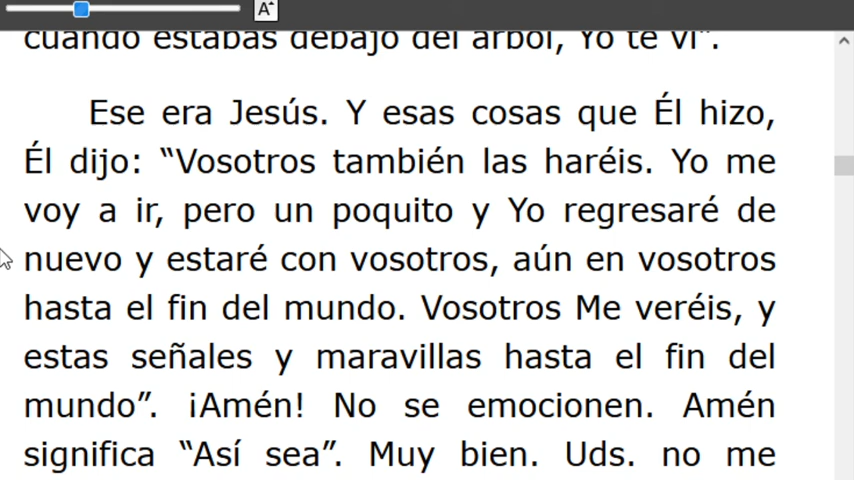 A
cuando estabas debajo del árbol, Yo te vi”.
Ese era Jesús. Y esas cosas que Él hizo,
Él dijo: “Vosotros también las haréis. Yo me
voy a ir, pero un poquito y Yo regresaré de
nuevo y estaré con vosotros, aún en vosotros
hasta el fin del mundo. Vosotros Me veréis, y
estas señales y maravillas hasta el fin del
mundo”. ¡Amén! No se emocionen. Amén
significa “Así sea”. Muy bien. Uds. no me